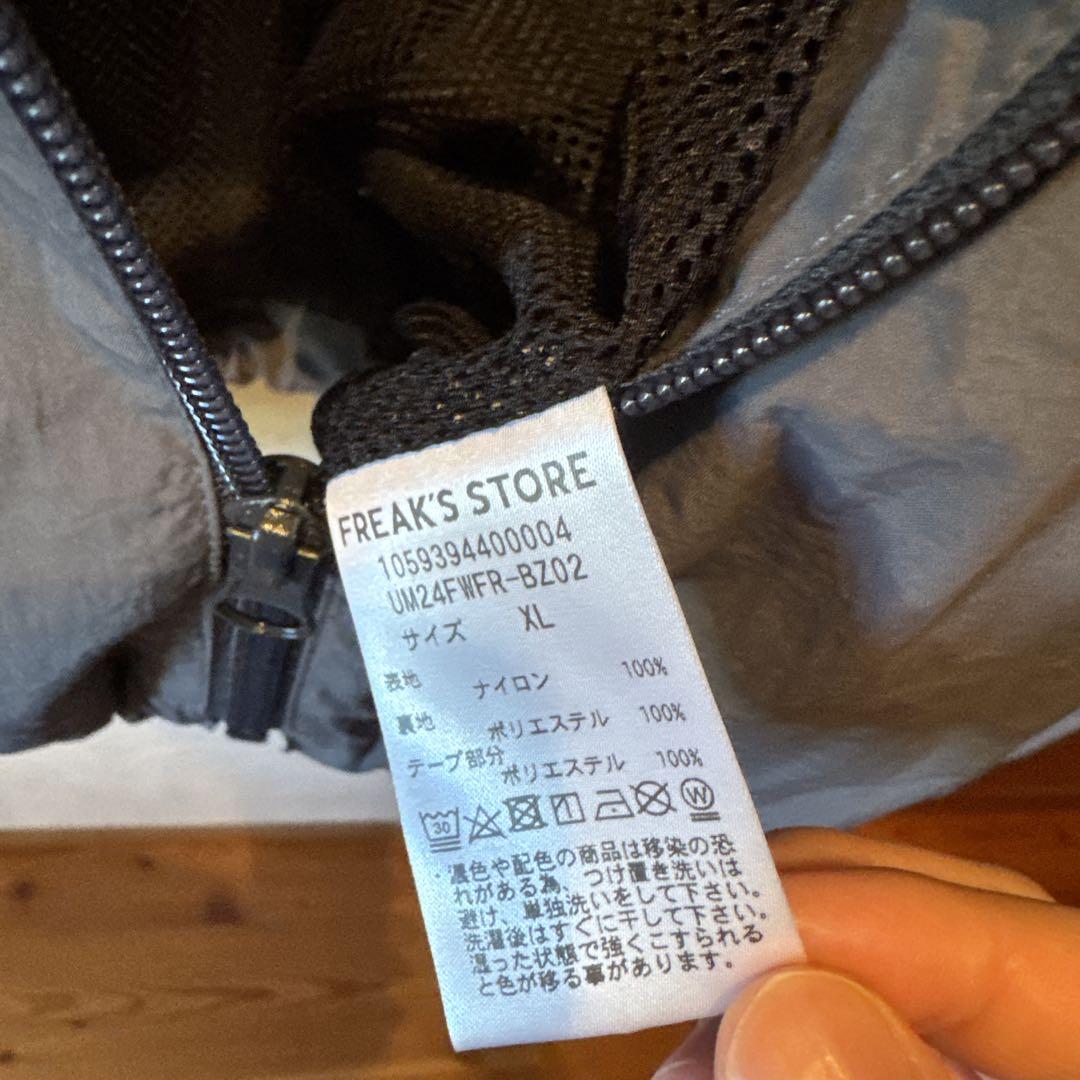 FREAK'S STORE
1059394400004
UM24FWFR-BZ02
サイズ XL
表地 ナイロン 100%
裏地 ポリエステル 100%
テープ部分 ポリエステル 100%
30 W
・濃色や配色の商品は移染の恐
れがある為、つけ置き洗いは
避け、単独洗いをして下さい。
洗濯後はすぐに干して下さい。
湿った状態で強くこすられる
と色が移る事があります。